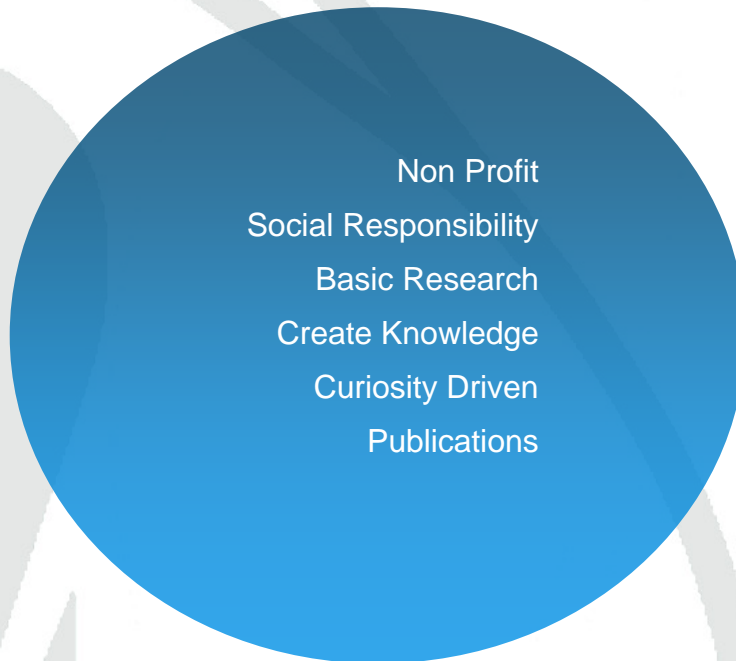 Non Profit
Social Responsibility
Basic Research
Create Knowledge
Curiosity Driven
Publications